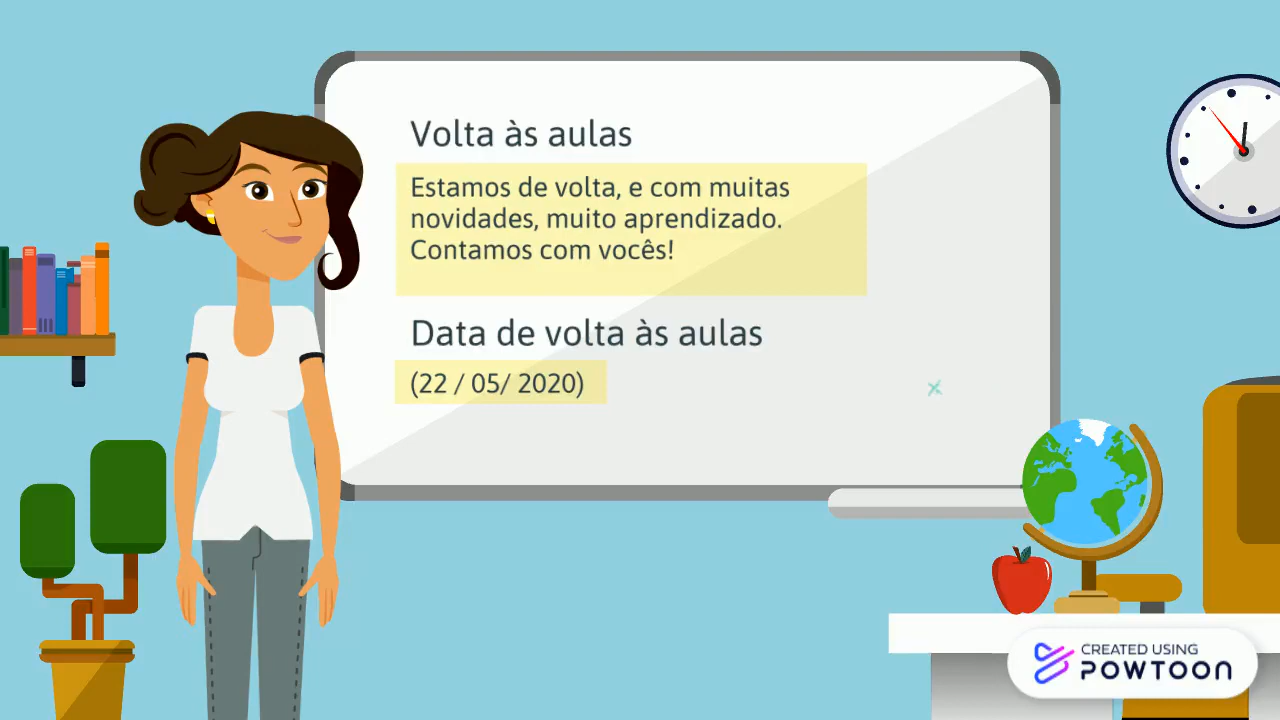 Volta às aulas
Estamos de volta, e com muitas
novidades, muito aprendizado.
Contamos com vocês!
Data de volta às aulas
(22 / 05/ 2020)
CREATED USING
POWTOON